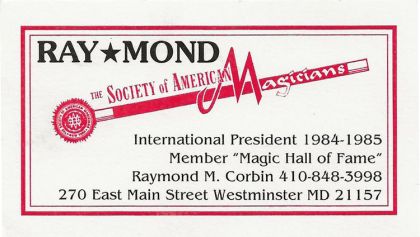 RAY★MOND
THE SOCIETY of AMERICAN Magicians
International President 1984-1985
Member "Magic Hall of Fame"
Raymond M. Corbin 410-848-3998
270 East Main Street Westminster MD 21157